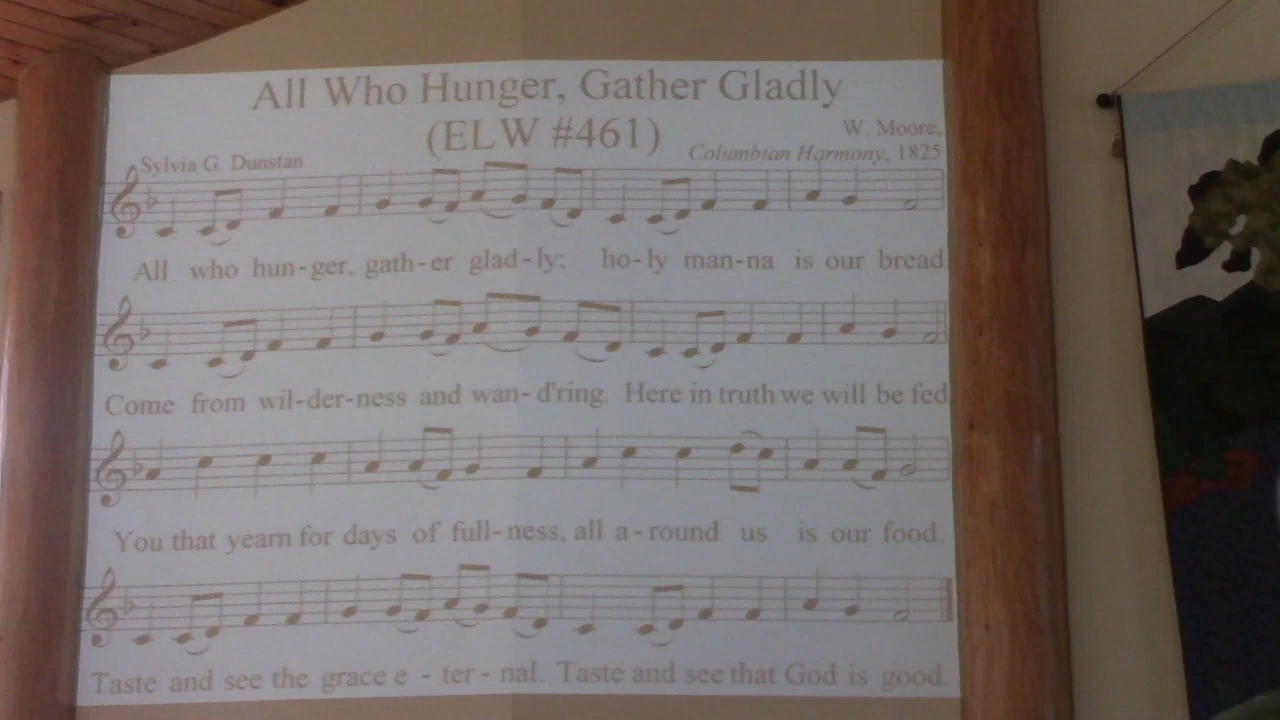 All Who Hunger, Gather Gladly
(ELW #461)
W. Moore,
Sylvia G. Dunstan
Columbian Harmony, 1825
All who hun-ger, gath-er glad-ly; ho-ly man-na is our bread.
Come from wil-der-ness and wan-d'ring. Here in truth we will be fed.
You that yearn for days of full-ness, all a-round us is our food.
Taste and see the grace e - ter - nal. Taste and see that God is good.